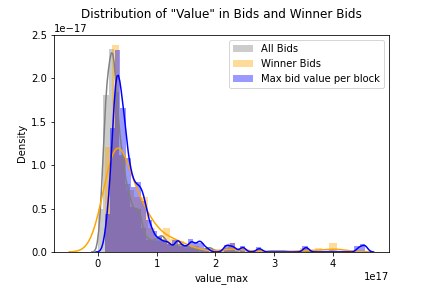 Distribution of "Value" in Bids and Winner Bids
1e−17
2.5
2.0
1.5
1.0
0.5
0.0
Density
All Bids
Winner Bids
Max bid value per block
0
1
2
3
4
value_max
1e17